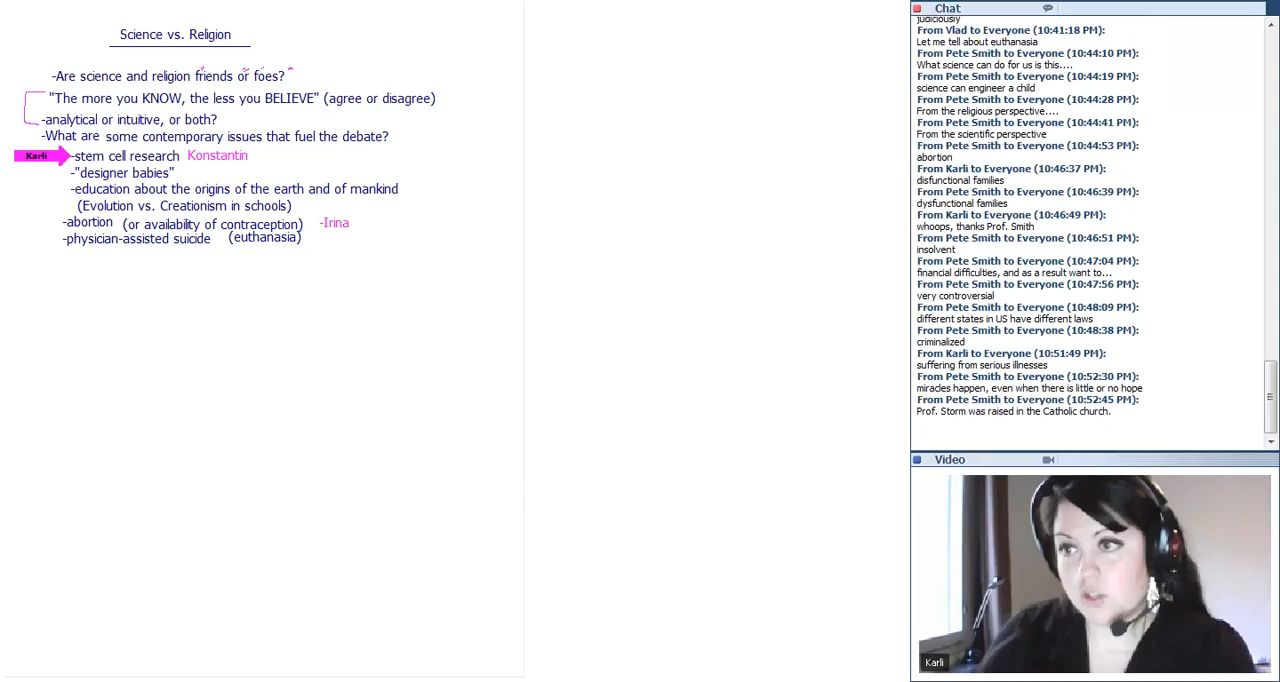 Science vs. Religion
-Are science and religion friends or foes?
"The more you KNOW, the less you BELIEVE" (agree or disagree)
-analytical or intuitive, or both?
-What are some contemporary issues that fuel the debate?
Karli
-stem cell research Konstantin
-"designer babies"
-education about the origins of the earth and of mankind
(Evolution vs. Creationism in schools)
-abortion (or availability of contraception) -Irina
-physician-assisted suicide (euthanasia)
Chat
judiciously
From Vlad to Everyone (10:41:18 PM):
Let me tell about euthanasia
From Pete Smith to Everyone (10:44:10 PM):
What science can do for us is this....
From Pete Smith to Everyone (10:44:19 PM):
science can engineer a child
From Pete Smith to Everyone (10:44:28 PM):
From the religious perspective....
From Pete Smith to Everyone (10:44:41 PM):
From the scientific perspective
From Pete Smith to Everyone (10:44:53 PM):
abortion
From Karli to Everyone (10:46:37 PM):
disfunctional families
From Pete Smith to Everyone (10:46:39 PM):
dysfunctional families
From Karli to Everyone (10:46:49 PM):
whoops, thanks Prof. Smith
From Pete Smith to Everyone (10:46:51 PM):
insolvent
From Pete Smith to Everyone (10:47:04 PM):
financial difficulties, and as a result want to...
From Pete Smith to Everyone (10:47:56 PM):
very controversial
From Pete Smith to Everyone (10:48:09 PM):
different states in US have different laws
From Pete Smith to Everyone (10:48:38 PM):
criminalized
From Karli to Everyone (10:51:49 PM):
suffering from serious illnesses
From Pete Smith to Everyone (10:52:30 PM):
miracles happen, even when there is little or no hope
From Pete Smith to Everyone (10:52:45 PM):
Prof. Storm was raised in the Catholic church.
Video
Karli